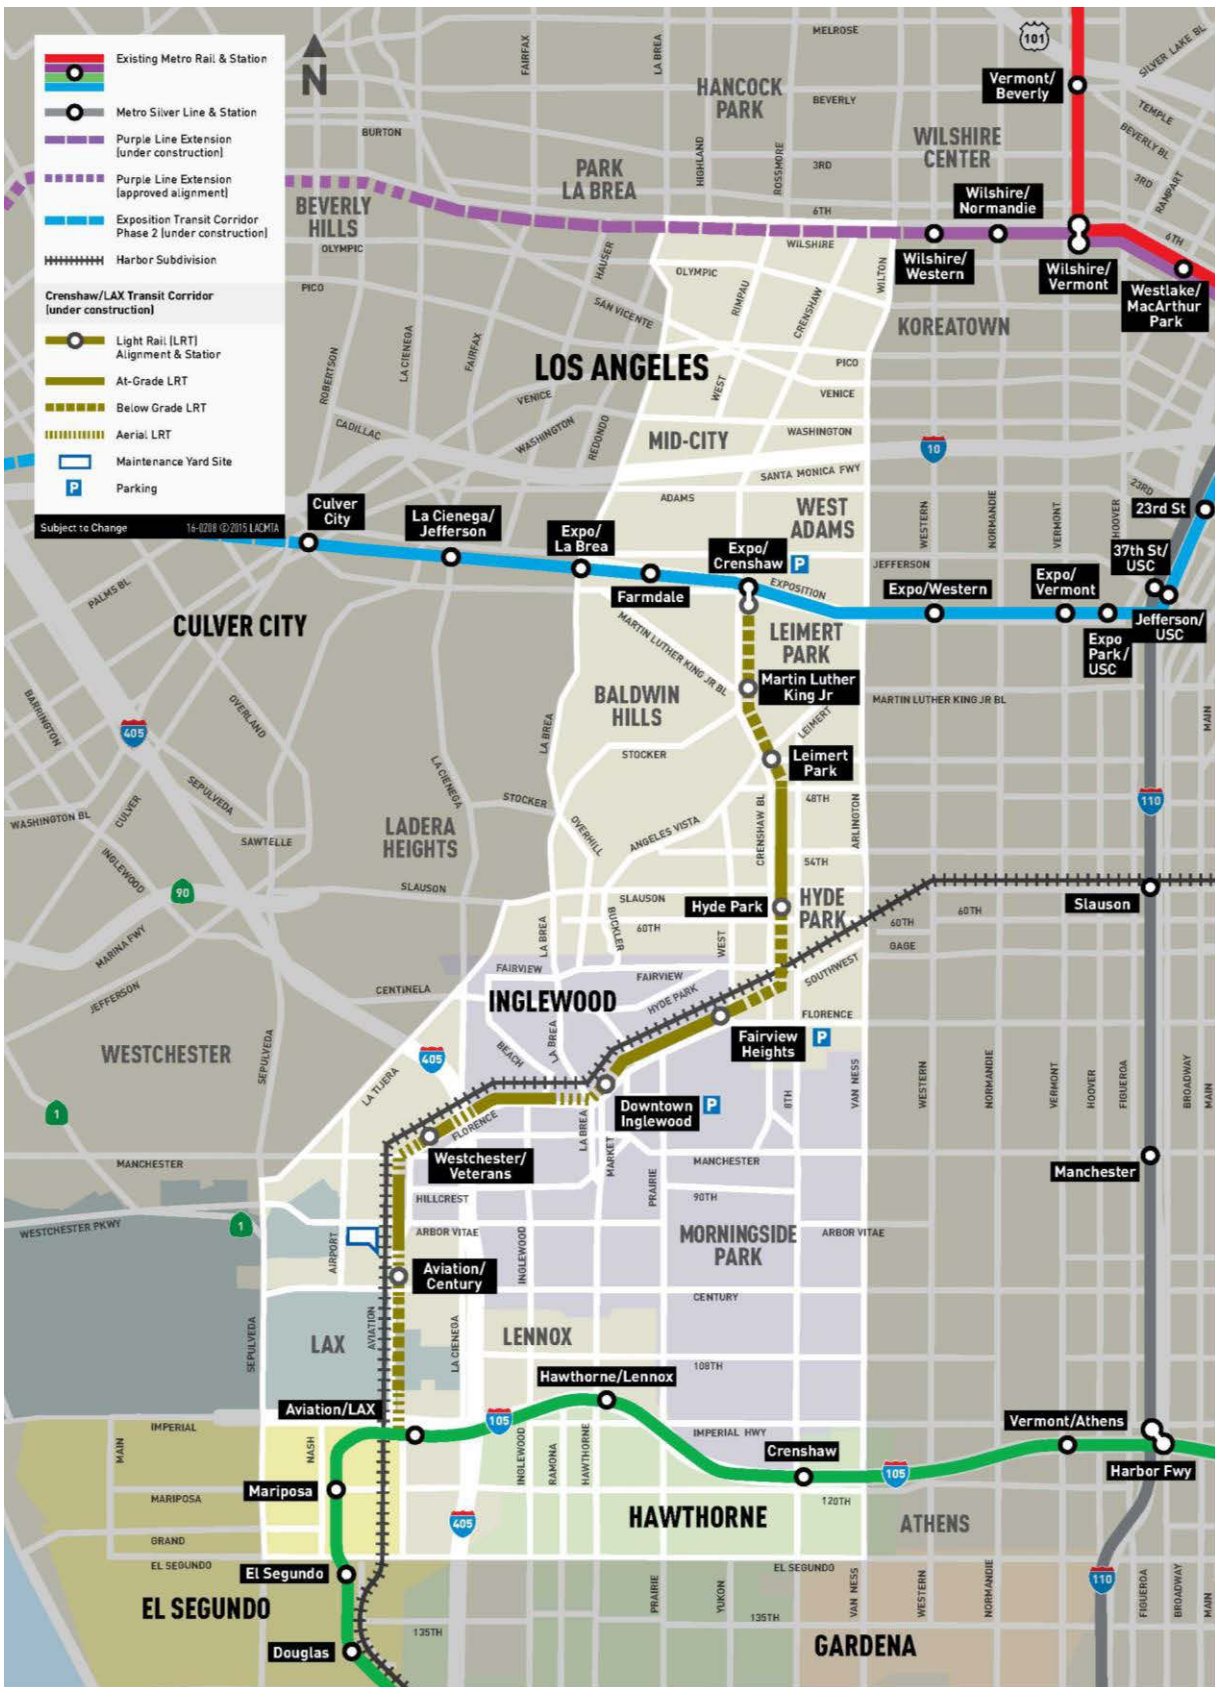 Existing Metro Rail & Station
Metro Silver Line & Station
Purple Line Extension
(under construction)
Purple Line Extension
(approved alignment)
Exposition Transit Corridor
Phase 2 (under construction)
Harbor Subdivision
Crenshaw/LAX Transit Corridor
(under construction)
Light Rail (LRT)
Alignment & Station
At-Grade LRT
Below Grade LRT
Aerial LRT
Maintenance Yard Site
P
Parking
Subject to Change
16-0208 ©2015 LACMTA
N
FAIRFAX
LA BREA
MELROSE
101
SILVER LAKE BL
Vermont/
Beverly
HANCOCK
PARK
BEVERLY
TEMPLE
BEVERLY BL
BURTON
WILSHIRE
CENTER
HIGHLAND
ROSSMORE
3RD
3RD
RAMPART
PARK
LA BREA
BEVERLY
HILLS
Wilshire/
Normandie
6TH
6TH
OLYMPIC
HAUSER
WILSHIRE
Wilshire/
Western
Wilshire/
Vermont
Westlake/
MacArthur
Park
OLYMPIC
RIMPAU
CRENSHAW
WILTON
PICO
SAN VICENTE
KOREATOWN
ROBERTSON
LA CIENEGA
FAIRFAX
LOS ANGELES
WEST
PICO
VENICE
VENICE
CADILLAC
WASHINGTON
REDONDO
MID-CITY
WASHINGTON
10
SANTA MONICA FWY
ADAMS
WEST
ADAMS
WESTERN
NORMANDIE
VERMONT
HOOVER
23RD
23rd St
Culver
City
La Cienega/
Jefferson
Expo/
La Brea
Expo/
Crenshaw
P
Farmdale
EXPOSITION
JEFFERSON
Expo/Western
Expo/
Vermont
37th St/
USC
Expo
Park/
USC
Jefferson/
USC
PALMS BL
CULVER CITY
MARTIN LUTHER KING JR BL
LEIMERT
PARK
Martin Luther
King Jr
MARTIN LUTHER KING JR BL
MAIN
BALDWIN
HILLS
BARRINGTON
OVERLAND
405
LA BREA
LEIMERT
STOCKER
Leimert
Park
LA CIENEGA
SEPULVEDA
CULVER
WASHINGTON BL
STOCKER
48TH
110
CRENSHAW BL
ARLINGTON
OVERHILL
ANGELES VISTA
SAWTELLE
LADERA
HEIGHTS
INGLEWOOD
90
54TH
SLAUSON
SLAUSON
Hyde Park
HYDE
PARK
Slauson
60TH
60TH
60TH
LA BREA
BUCKLER
WEST
GAGE
MARINA FWY
FAIRVIEW
FAIRVIEW
SOUTHWEST
JEFFERSON
CENTINELA
INGLEWOOD
HYDE PARK
FLORENCE
Fairview
Heights
P
WESTCHESTER
SEPULVEDA
405
BEACH
LA BREA
LA TIJERA
WESTERN
NORMANDIE
VERMONT
HOOVER
FIGUEROA
BROADWAY
MAIN
VAN NESS
8TH
1
FLORENCE
Downtown
Inglewood
P
LA BREA
MARKET
Westchester/
Veterans
MANCHESTER
MANCHESTER
Manchester
HILLCREST
PRAIRIE
90TH
WESTCHESTER PKWY
1
AIRPORT
ARBOR VITAE
INGLEWOOD
MORNINGSIDE
PARK
ARBOR VITAE
Aviation/
Century
CENTURY
SEPULVEDA
AVIATION
LAX
LA CIENEGA
LENNOX
108TH
Hawthorne/Lennox
Aviation/LAX
105
IMPERIAL
IMPERIAL HWY
Vermont/Athens
MAIN
NASH
INGLEWOOD
RAMONA
HAWTHORNE
Crenshaw
105
Harbor Fwy
Mariposa
MARIPOSA
120TH
405
HAWTHORNE
ATHENS
GRAND
EL SEGUNDO
El Segundo
EL SEGUNDO
110
EL SEGUNDO
PRAIRIE
YUKON
VAN NESS
WESTERN
NORMANDIE
FIGUEROA
BROADWAY
MAIN
135TH
135TH
Douglas
GARDENA